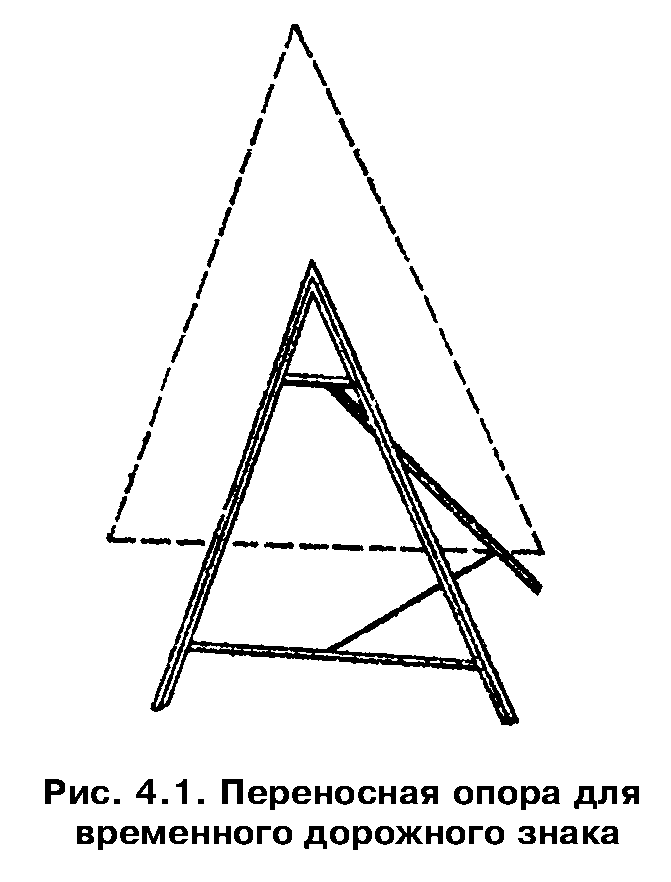 Рис. 4.1. Переносная опора для
временного дорожного знака